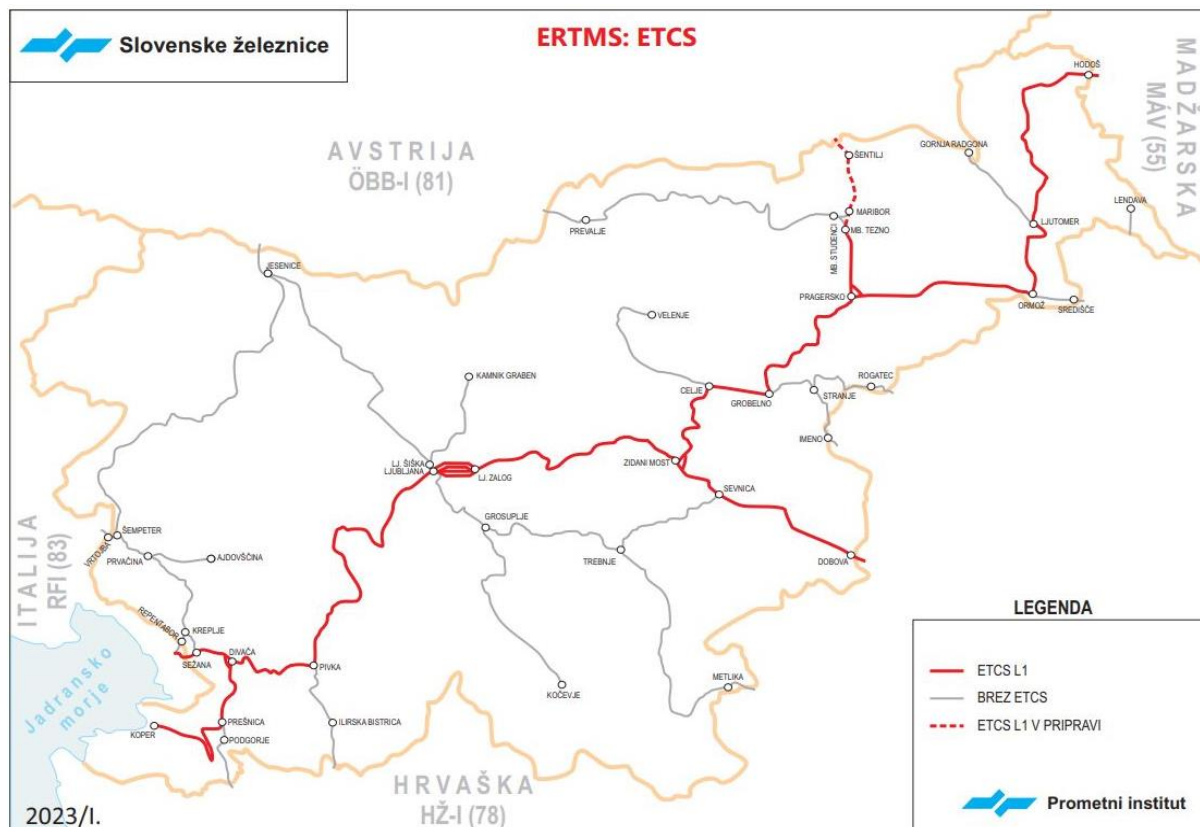 Slovenske železnice
ERTMS: ETCS
MADŽARSKA
MÁV (55)
AVSTRIJA
ÖBB-I (81)
HODOŠ
GORNJA RADGONA
ŠENTILJ
LENDAVA
MARIBOR
LJUTOMER
PREVALJE
MB. STUDENCI
MB. TEZNO
JESENICE
PRAGERSKO
ORMOŽ
SREDIŠČE
VELENJE
KAMNIK GRABEN
CELJE
ROGATEC
GROBELNO
STRANJE
IMENO
LJ. ŠIŠKA
LJUBLJANA
LJ. ZALOG
ZIDANI MOST
SEVNICA
GROSUPLJE
ITALIJA
RFI (83)
ŠEMPETER
VRTOJBA
PRVAČINA
AJDOVŠČINA
TREBNJE
DOBOVA
REPENTABOR
KREPLJE
DIVAČA
SEŽANA
PIVKA
METLIKA
KOČEVJE
Jadransko
morje
KOPER
PREŠNICA
PODGORJE
ILIRSKA BISTRICA
HRVAŠKA
HŽ-I (78)
LEGENDA
ETCS L1
BREZ ETCS
ETCS L1 V PRIPRAVI
Prometni institut
2023/I.